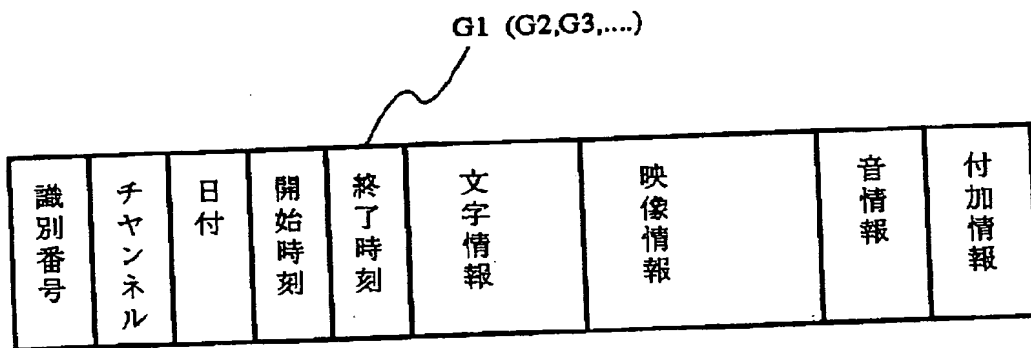 G1 (G2,G3,....)
識別番号
チヤンネル
日付
開始時刻
終了時刻
文字情報
映像情報
音情報
付加情報